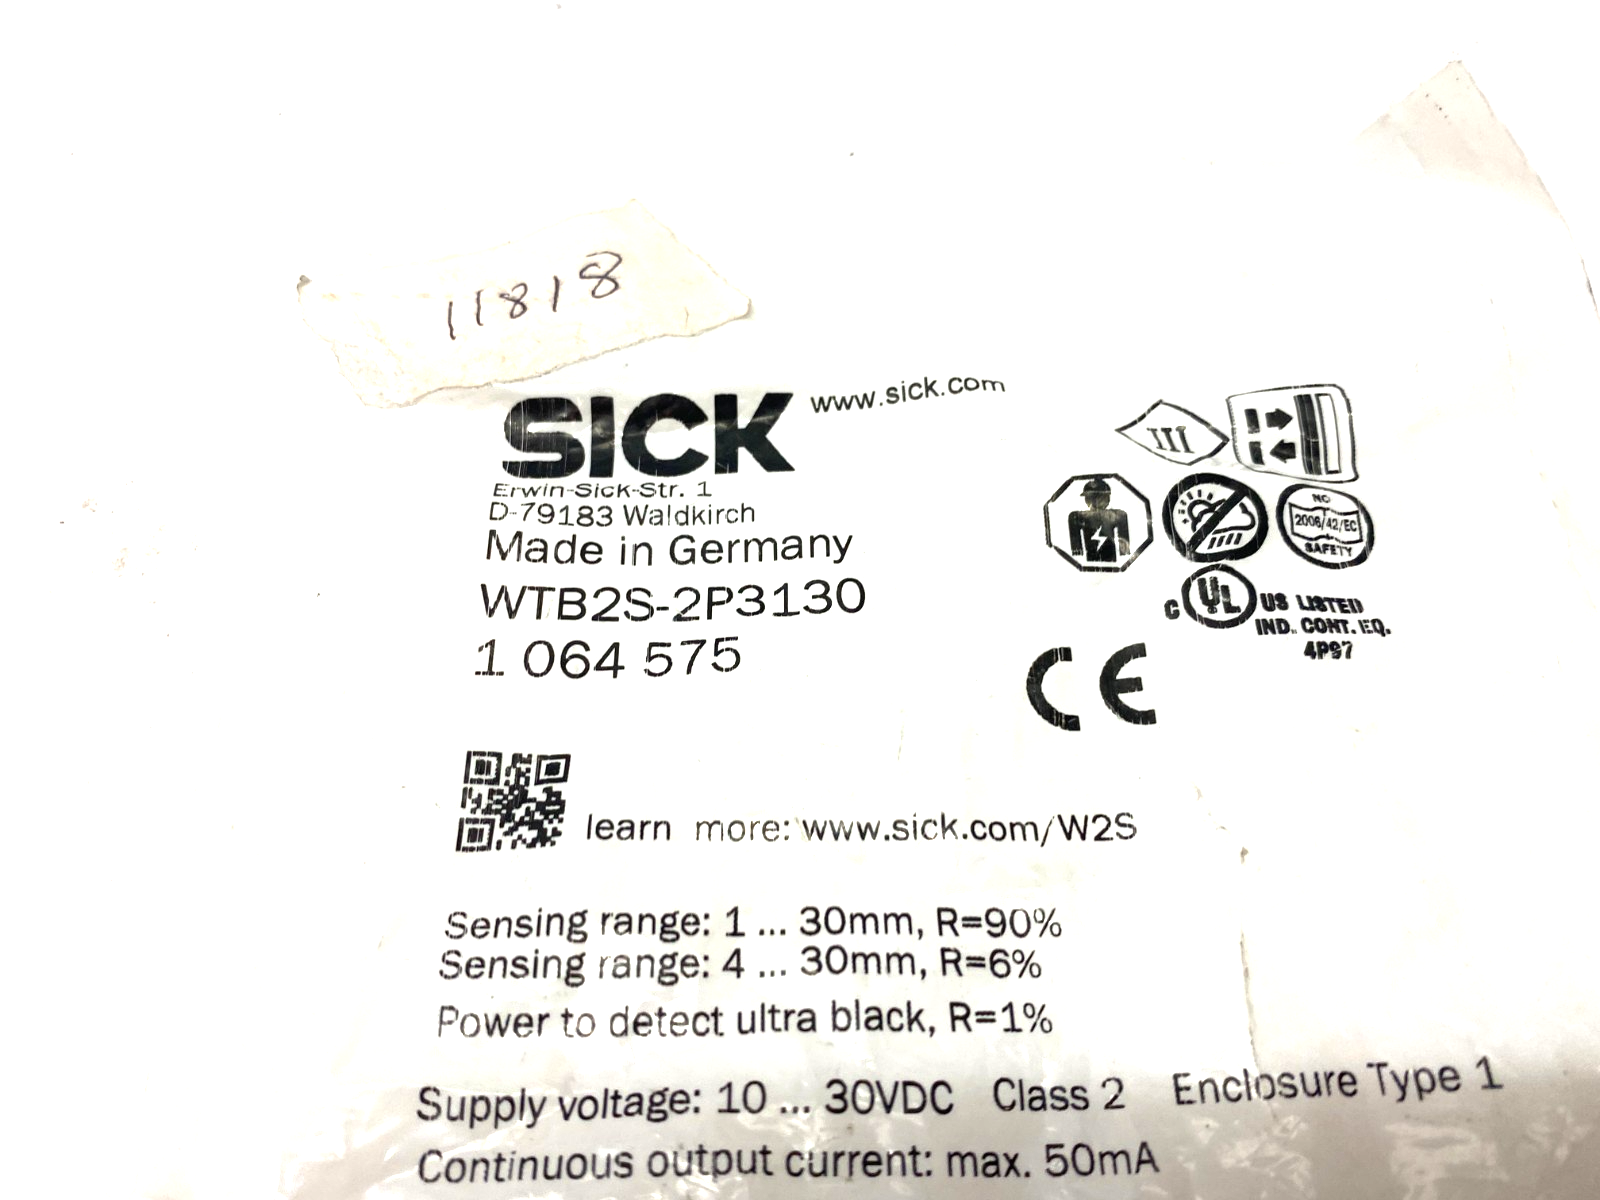 11818
SICK www.sick.com
Erwin-Sick-Str. 1
D-79183 Waldkirch
Made in Germany
WTB2S-2P3130
1 064 575
III
NO
2006/42/EC
SAFETY
C UL US LISTED
IND. CONT. EQ.
4P97
CE
learn more: www.sick.com/W2S
Sensing range: 1 ... 30mm, R=90%
Sensing range: 4 ... 30mm, R=6%
Power to detect ultra black, R=1%
Supply voltage: 10 ... 30VDC Class 2 Enclosure Type 1
Continuous output current: max. 50mA